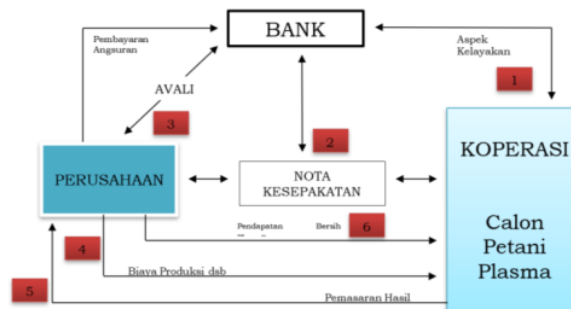 BANK
Pembayaran
Angsuran
Aspek
Kelayakan
1
AVALI
3
2
KOPERASI
Calon
Petani
Plasma
PERUSAHAAN
NOTA
KESEPAKATAN
Pendapatan Bersih
6
4
Biaya Produksi dsb
5
Pemasaran Hasil